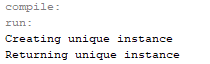 compile:
run:
Creating unique instance
Returning unique instance